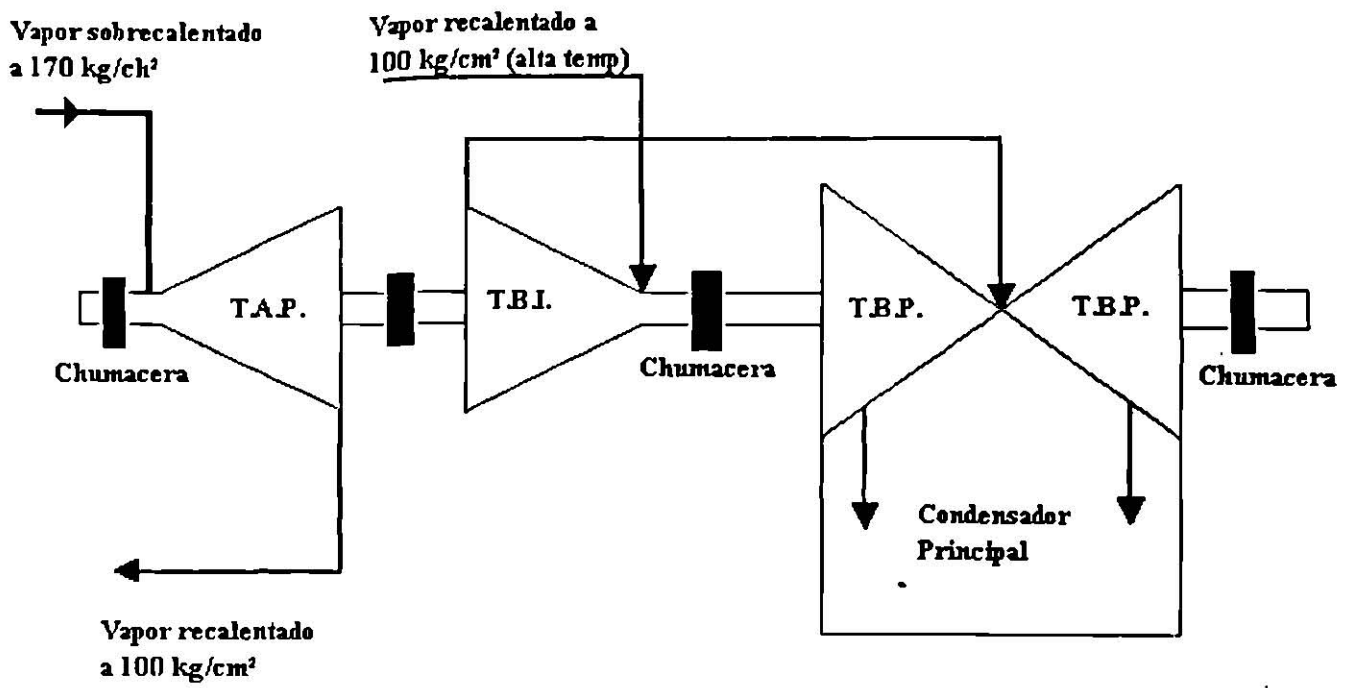 Vapor sobrecalentado
a 170 kg/ch²
Vapor recalentado a
100 kg/cm² (alta temp)
T.A.P.
T.B.I.
T.B.P.
T.B.P.
Chumacera
Chumacera
Chumacera
Condensador
Principal
Vapor recalentado
a 100 kg/cm²